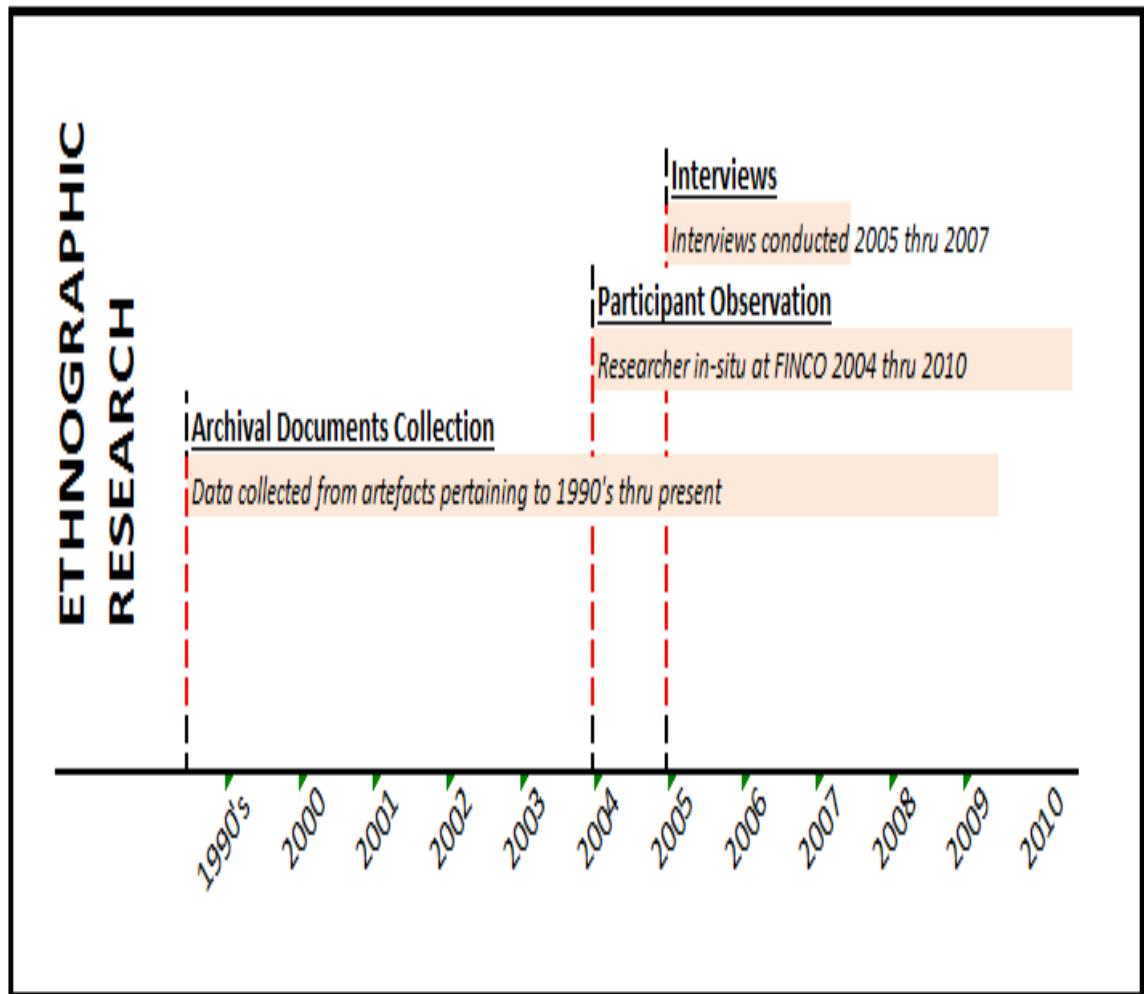 ETHNOGRAPHIC
RESEARCH
Interviews
Interviews conducted 2005 thru 2007
Participant Observation
Researcher in-situ at FINCO 2004 thru 2010
Archival Documents Collection
Data collected from artefacts pertaining to 1990's thru present
1990's 2000 2001 2002 2003 2004 2005 2006 2007 2008 2009 2010